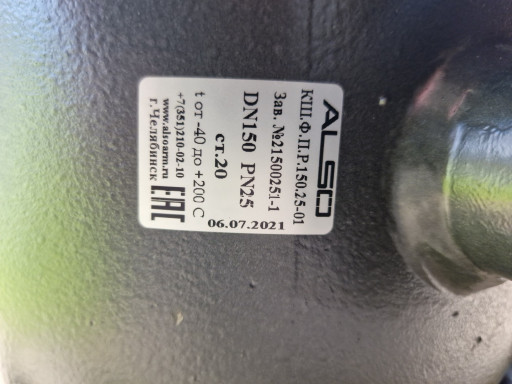 ALSO
КШ.Ф.П.Р.150.25-01
Зав. №21500251-1
DN150 PN25
ст.20
t от -40 до +200 С
+7(351)210-02-10
www.alsoarm.ru
г.Челябинск
ЕАС
06.07.2021